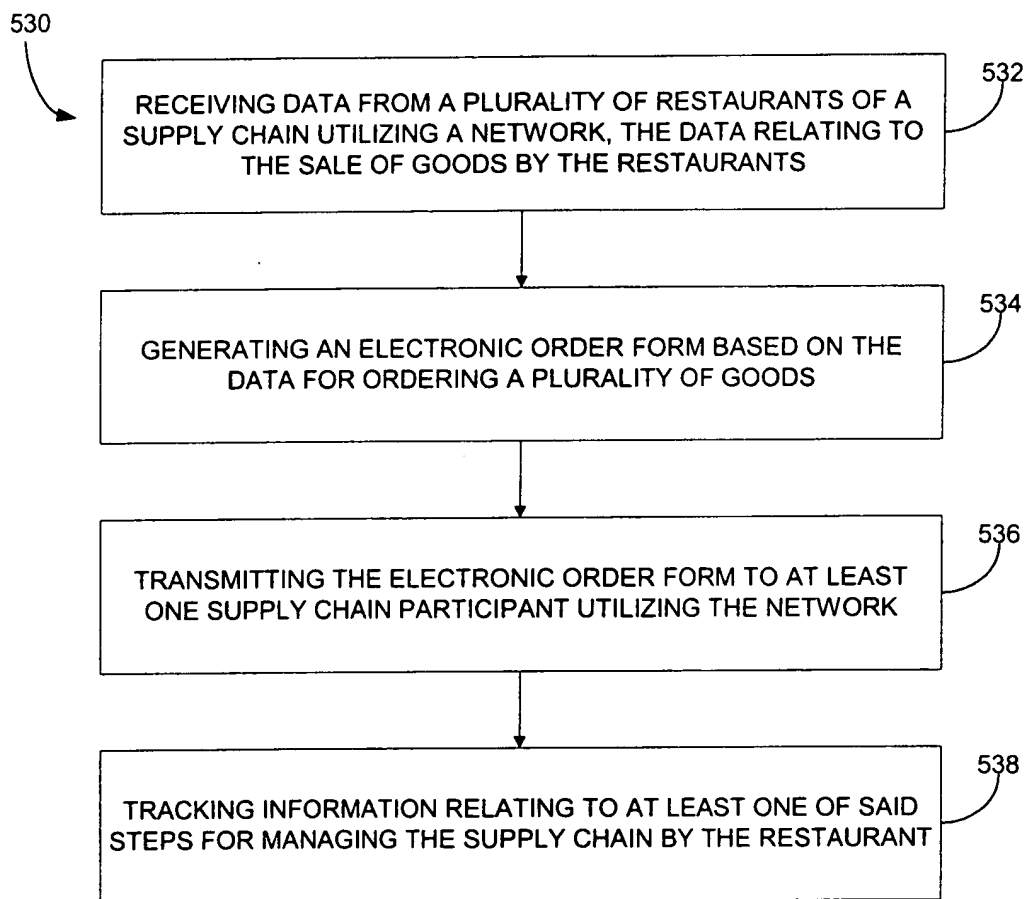 530
532
RECEIVING DATA FROM A PLURALITY OF RESTAURANTS OF A
SUPPLY CHAIN UTILIZING A NETWORK, THE DATA RELATING TO
THE SALE OF GOODS BY THE RESTAURANTS
534
GENERATING AN ELECTRONIC ORDER FORM BASED ON THE
DATA FOR ORDERING A PLURALITY OF GOODS
536
TRANSMITTING THE ELECTRONIC ORDER FORM TO AT LEAST
ONE SUPPLY CHAIN PARTICIPANT UTILIZING THE NETWORK
538
TRACKING INFORMATION RELATING TO AT LEAST ONE OF SAID
STEPS FOR MANAGING THE SUPPLY CHAIN BY THE RESTAURANT